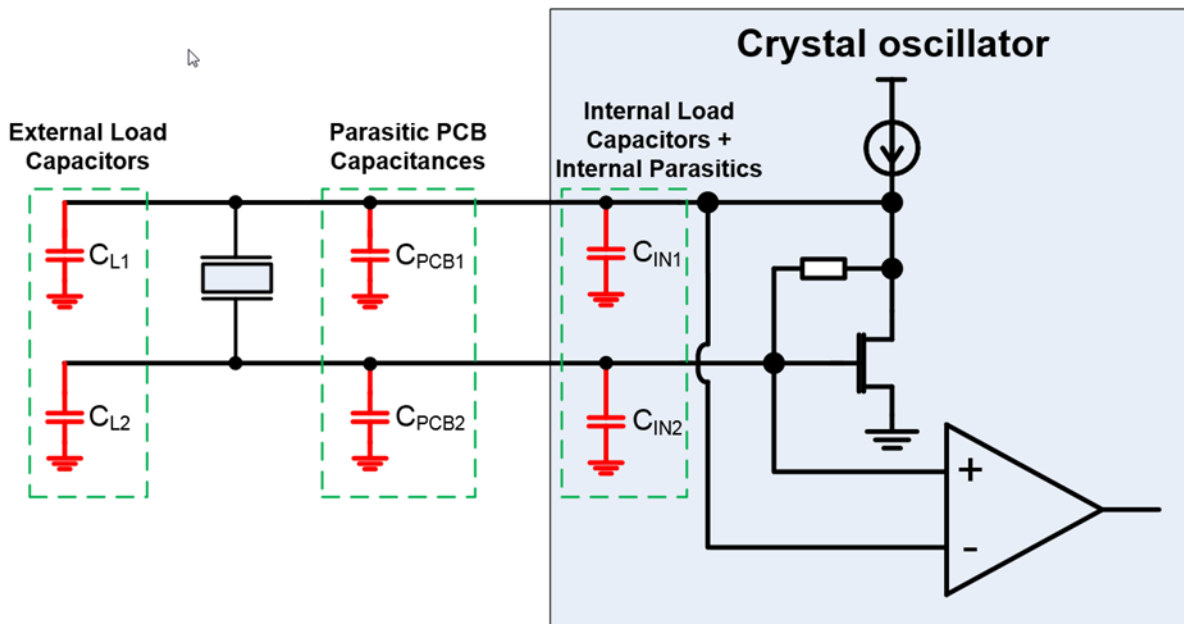 Crystal oscillator
External Load
Capacitors
Parasitic PCB
Capacitances
Internal Load
Capacitors +
Internal Parasitics
CL1
CPCB1
CIN1
CL2
CPCB2
CIN2
+
-